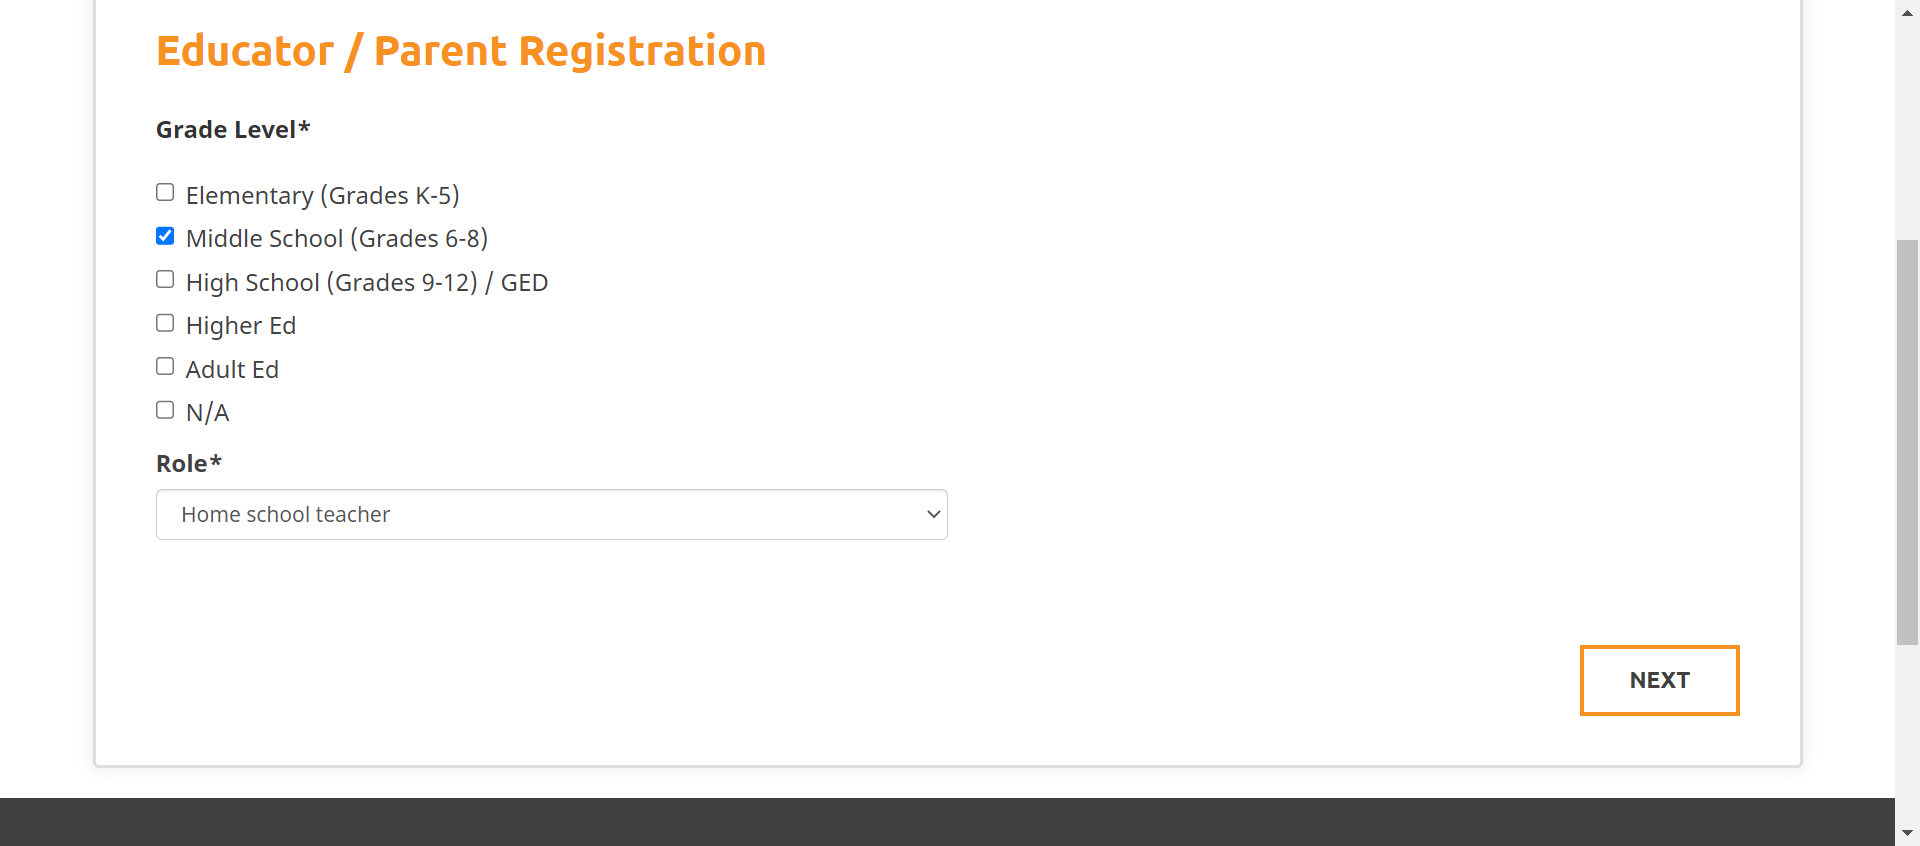 Educator / Parent Registration
Grade Level*
Elementary (Grades K-5)
Middle School (Grades 6-8)
High School (Grades 9-12) / GED
Higher Ed
Adult Ed
N/A
Role*
Home school teacher
NEXT